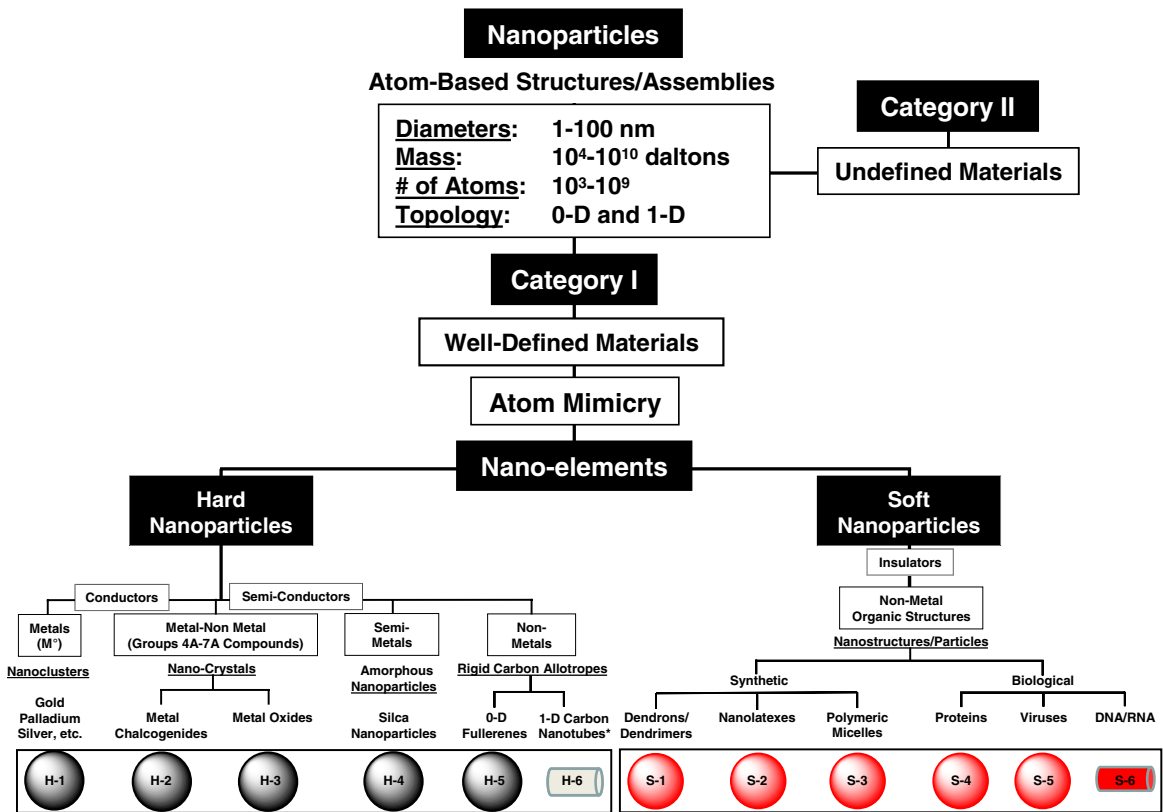 Nanoparticles
Atom-Based Structures/Assemblies
Diameters: 1-100 nm
Mass: 10⁴-10¹⁰ daltons
# of Atoms: 10³-10⁹
Topology: 0-D and 1-D
Category II
Undefined Materials
Category I
Well-Defined Materials
Atom Mimicry
Nano-elements
Hard
Nanoparticles
Conductors
Semi-Conductors
Metals
(M°)
Metal-Non Metal
(Groups 4A-7A Compounds)
Semi-
Metals
Non-
Metals
Nanoclusters
Nano-Crystals
Amorphous
Nanoparticles
Rigid Carbon Allotropes
Gold
Palladium
Silver, etc.
Metal
Chalcogenides
Metal Oxides
Silca
Nanoparticles
0-D
Fullerenes
1-D Carbon
Nanotubes*
H-1
H-2
H-3
H-4
H-5
H-6
Soft
Nanoparticles
Insulators
Non-Metal
Organic Structures
Nanostructures/Particles
Synthetic
Biological
Dendrons/
Dendrimers
Nanolatexes
Polymeric
Micelles
Proteins
Viruses
DNA/RNA
S-1
S-2
S-3
S-4
S-5
S-6